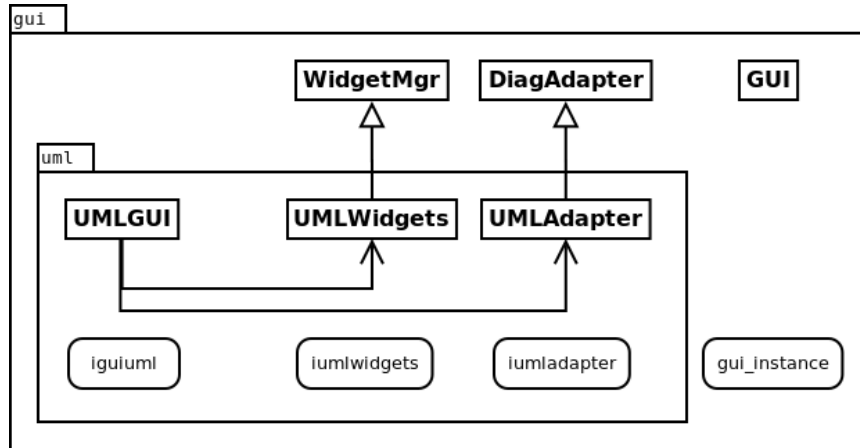 gui
WidgetMgr
DiagAdapter
GUI
uml
UMLGUI
UMLWidgets
UMLAdapter
iguiuml
iumlwidgets
iumladapter
gui_instance